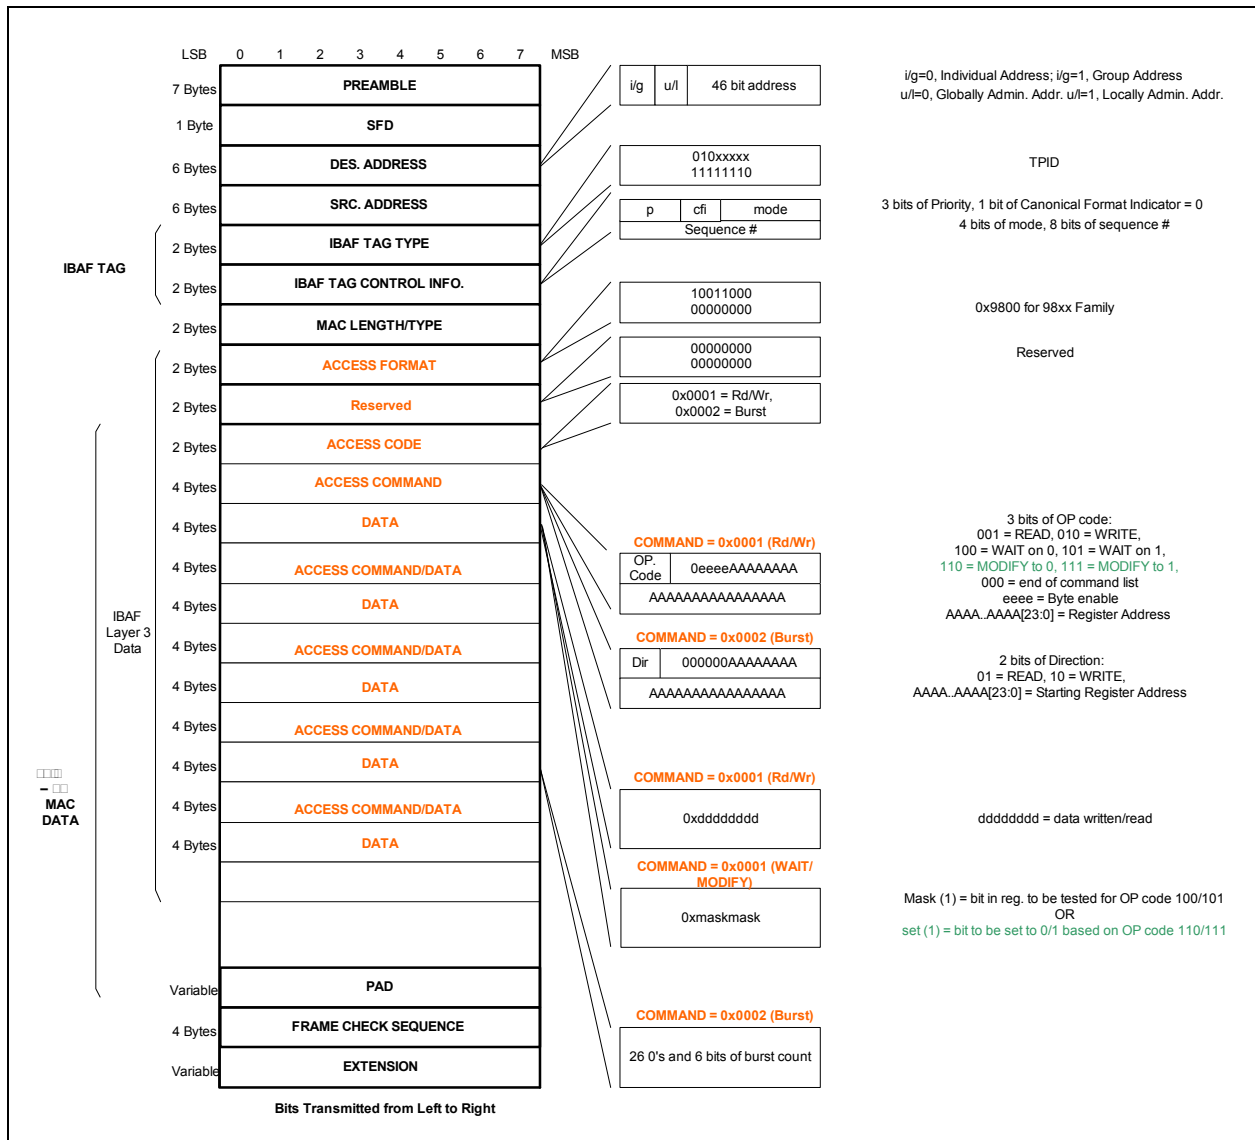 LSB 0 1 2 3 4 5 6 7 MSB
7 Bytes PREAMBLE
1 Byte SFD
6 Bytes DES. ADDRESS
6 Bytes SRC. ADDRESS
IBAF TAG
2 Bytes IBAF TAG TYPE
2 Bytes IBAF TAG CONTROL INFO.
2 Bytes MAC LENGTH/TYPE
2 Bytes ACCESS FORMAT
2 Bytes Reserved
2 Bytes ACCESS CODE
4 Bytes ACCESS COMMAND
4 Bytes DATA
4 Bytes ACCESS COMMAND/DATA
4 Bytes DATA
4 Bytes ACCESS COMMAND/DATA
4 Bytes DATA
4 Bytes ACCESS COMMAND/DATA
4 Bytes DATA
4 Bytes ACCESS COMMAND/DATA
4 Bytes DATA
IBAF
Layer 3
Data
–
MAC
DATA
Variable PAD
4 Bytes FRAME CHECK SEQUENCE
Variable EXTENSION
Bits Transmitted from Left to Right
i/g u/l 46 bit address
i/g=0, Individual Address; i/g=1, Group Address
u/l=0, Globally Admin. Addr. u/l=1, Locally Admin. Addr.
010xxxxx
11111110
TPID
p cfi mode
Sequence #
3 bits of Priority, 1 bit of Canonical Format Indicator = 0
4 bits of mode, 8 bits of sequence #
10011000
00000000
0x9800 for 98xx Family
00000000
00000000
Reserved
0x0001 = Rd/Wr,
0x0002 = Burst
COMMAND = 0x0001 (Rd/Wr)
OP.
Code
0eeeeAAAAAAAA
AAAAAAAAAAAAAAAA
3 bits of OP code:
001 = READ, 010 = WRITE,
100 = WAIT on 0, 101 = WAIT on 1,
110 = MODIFY to 0, 111 = MODIFY to 1,
000 = end of command list
eeee = Byte enable
AAAA..AAAA[23:0] = Register Address
COMMAND = 0x0002 (Burst)
Dir 000000AAAAAAAA
AAAAAAAAAAAAAAAA
2 bits of Direction:
01 = READ, 10 = WRITE,
AAAA..AAAA[23:0] = Starting Register Address
COMMAND = 0x0001 (Rd/Wr)
0xdddddddd
dddddddd = data written/read
COMMAND = 0x0001 (WAIT/
MODIFY)
0xmaskmask
Mask (1) = bit in reg. to be tested for OP code 100/101
OR
set (1) = bit to be set to 0/1 based on OP code 110/111
COMMAND = 0x0002 (Burst)
26 0's and 6 bits of burst count